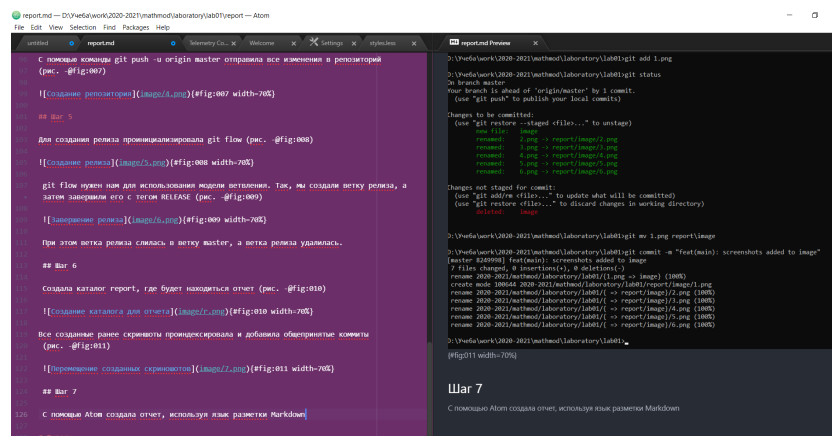 report.md — D:\Учеба\work\2020-2021\mathmod\laboratory\lab01\report — Atom
File Edit View Selection Find Packages Help
untitled report.md Telemetry Co... Welcome Settings styles.less
С помощью команды git push -u origin master отправила все изменения в репозиторий
(рис. -@fig:007)
![Создание репозитория](image/4.png){#fig:007 width=70%}
## Шаг 5
Для создания релиза проинициализировала git flow (рис. -@fig:008)
![Создание релиза](image/5.png){#fig:008 width=70%}
git flow нужен нам для использования модели ветвления. Так, мы создали ветку релиза, а
затем завершили его с тегом RELEASE (рис. -@fig:009)
![Завершение релиза](image/6.png){#fig:009 width=70%}
При этом ветка релиза слилась в ветку master, а ветка релиза удалилась.
## Шаг 6
Создала каталог report, где будет находиться отчет (рис. -@fig:010)
![Создание каталога для отчета](image/r.png){#fig:010 width=70%}
Все созданные ранее скриншоты проиндексировала и добавила общепринятые коммиты
(рис. -@fig:011)
![Перемещение созданных скриншотов](image/7.png){#fig:011 width=70%}
## Шаг 7
126 С помощью Atom создала отчет, используя язык разметки Markdown
report.md Preview
D:\Учеба\work\2020-2021\mathmod\laboratory\lab01>git add 1.png
D:\Учеба\work\2020-2021\mathmod\laboratory\lab01>git status
On branch master
Your branch is ahead of 'origin/master' by 1 commit.
(use "git push" to publish your local commits)
Changes to be committed:
(use "git restore --staged <file>..." to unstage)
new file: image
renamed: 2.png -> report/image/2.png
renamed: 3.png -> report/image/3.png
renamed: 4.png -> report/image/4.png
renamed: 5.png -> report/image/5.png
renamed: 6.png -> report/image/6.png
Changes not staged for commit:
(use "git add/rm <file>..." to update what will be committed)
(use "git restore <file>..." to discard changes in working directory)
deleted: image
D:\Учеба\work\2020-2021\mathmod\laboratory\lab01>git mv 1.png report\image
D:\Учеба\work\2020-2021\mathmod\laboratory\lab01>git commit -m "feat(main): screenshots added to image"
[master 8249998] feat(main): screenshots added to image
7 files changed, 0 insertions(+), 0 deletions(-)
rename 2020-2021/mathmod/laboratory/lab01/{1.png => image} (100%)
create mode 100644 2020-2021/mathmod/laboratory/lab01/report/image/1.png
rename 2020-2021/mathmod/laboratory/lab01/{ => report/image}/2.png (100%)
rename 2020-2021/mathmod/laboratory/lab01/{ => report/image}/3.png (100%)
rename 2020-2021/mathmod/laboratory/lab01/{ => report/image}/4.png (100%)
rename 2020-2021/mathmod/laboratory/lab01/{ => report/image}/5.png (100%)
rename 2020-2021/mathmod/laboratory/lab01/{ => report/image}/6.png (100%)
D:\Учеба\work\2020-2021\mathmod\laboratory\lab01>
{#fig:011 width=70%}
Шаг 7
С помощью Atom создала отчет, используя язык разметки Markdown